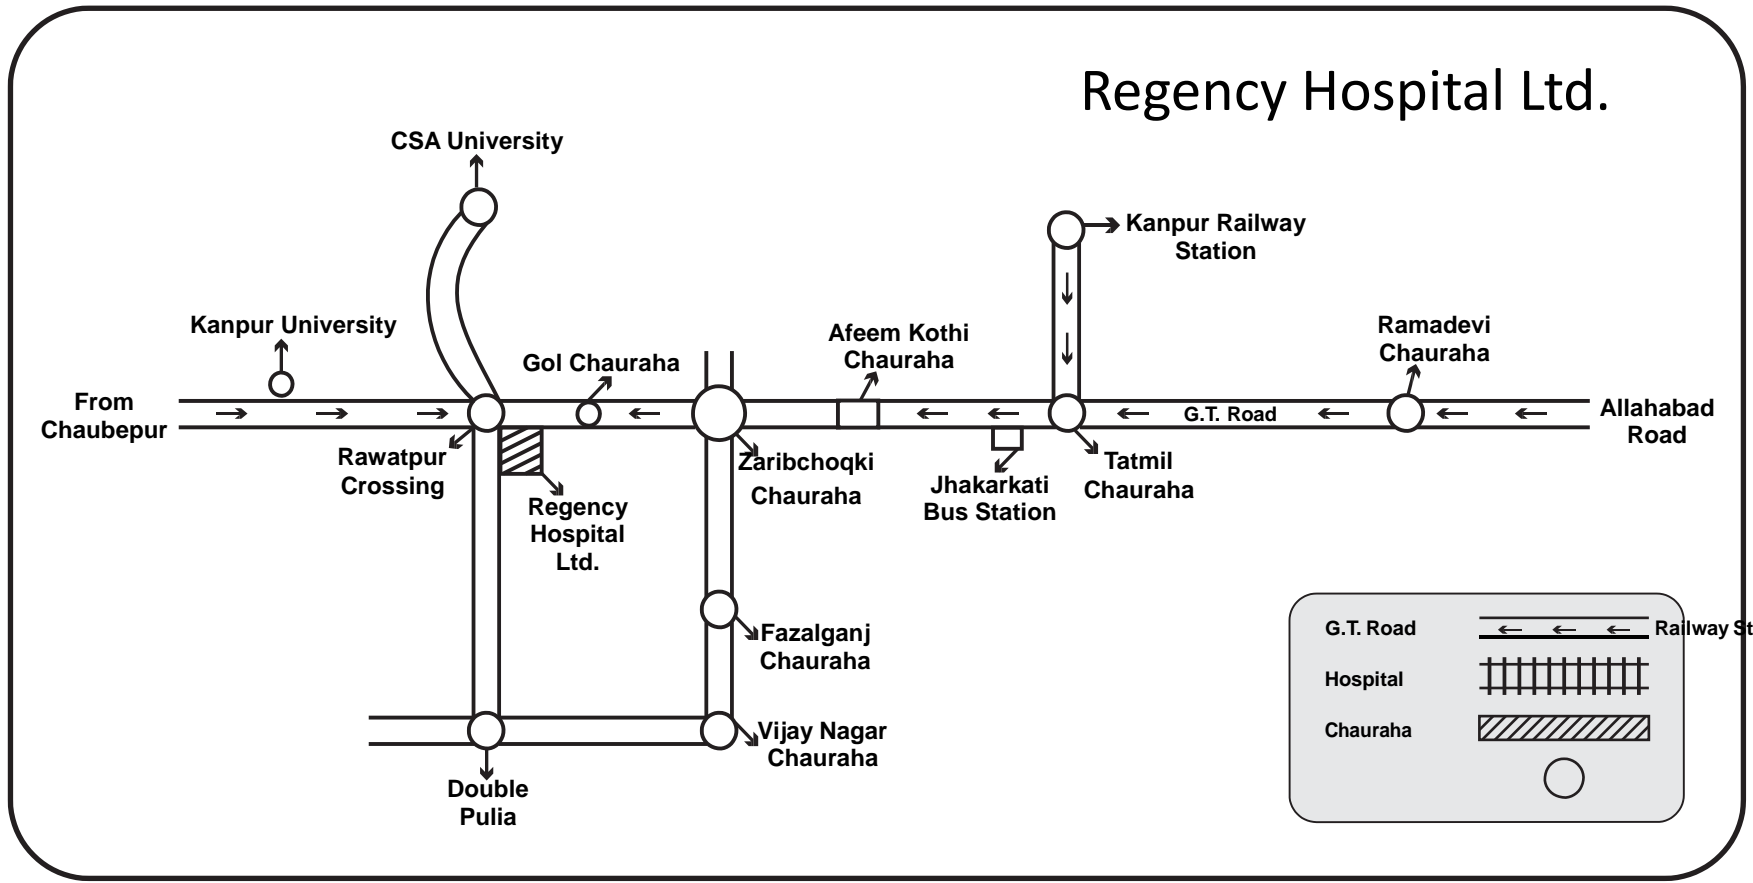 Regency Hospital Ltd.
CSA University
Kanpur Railway
Station
Kanpur University
Gol Chauraha
Afeem Kothi
Chauraha
Ramadevi
Chauraha
From
Chaubepur
G.T. Road
Allahabad
Road
Rawatpur
Crossing
Regency
Hospital
Ltd.
Zaribchoqki
Chauraha
Jhakarkati
Bus Station
Tatmil
Chauraha
Fazalganj
Chauraha
Vijay Nagar
Chauraha
Double
Pulia
G.T. Road
Railway St
Hospital
Chauraha